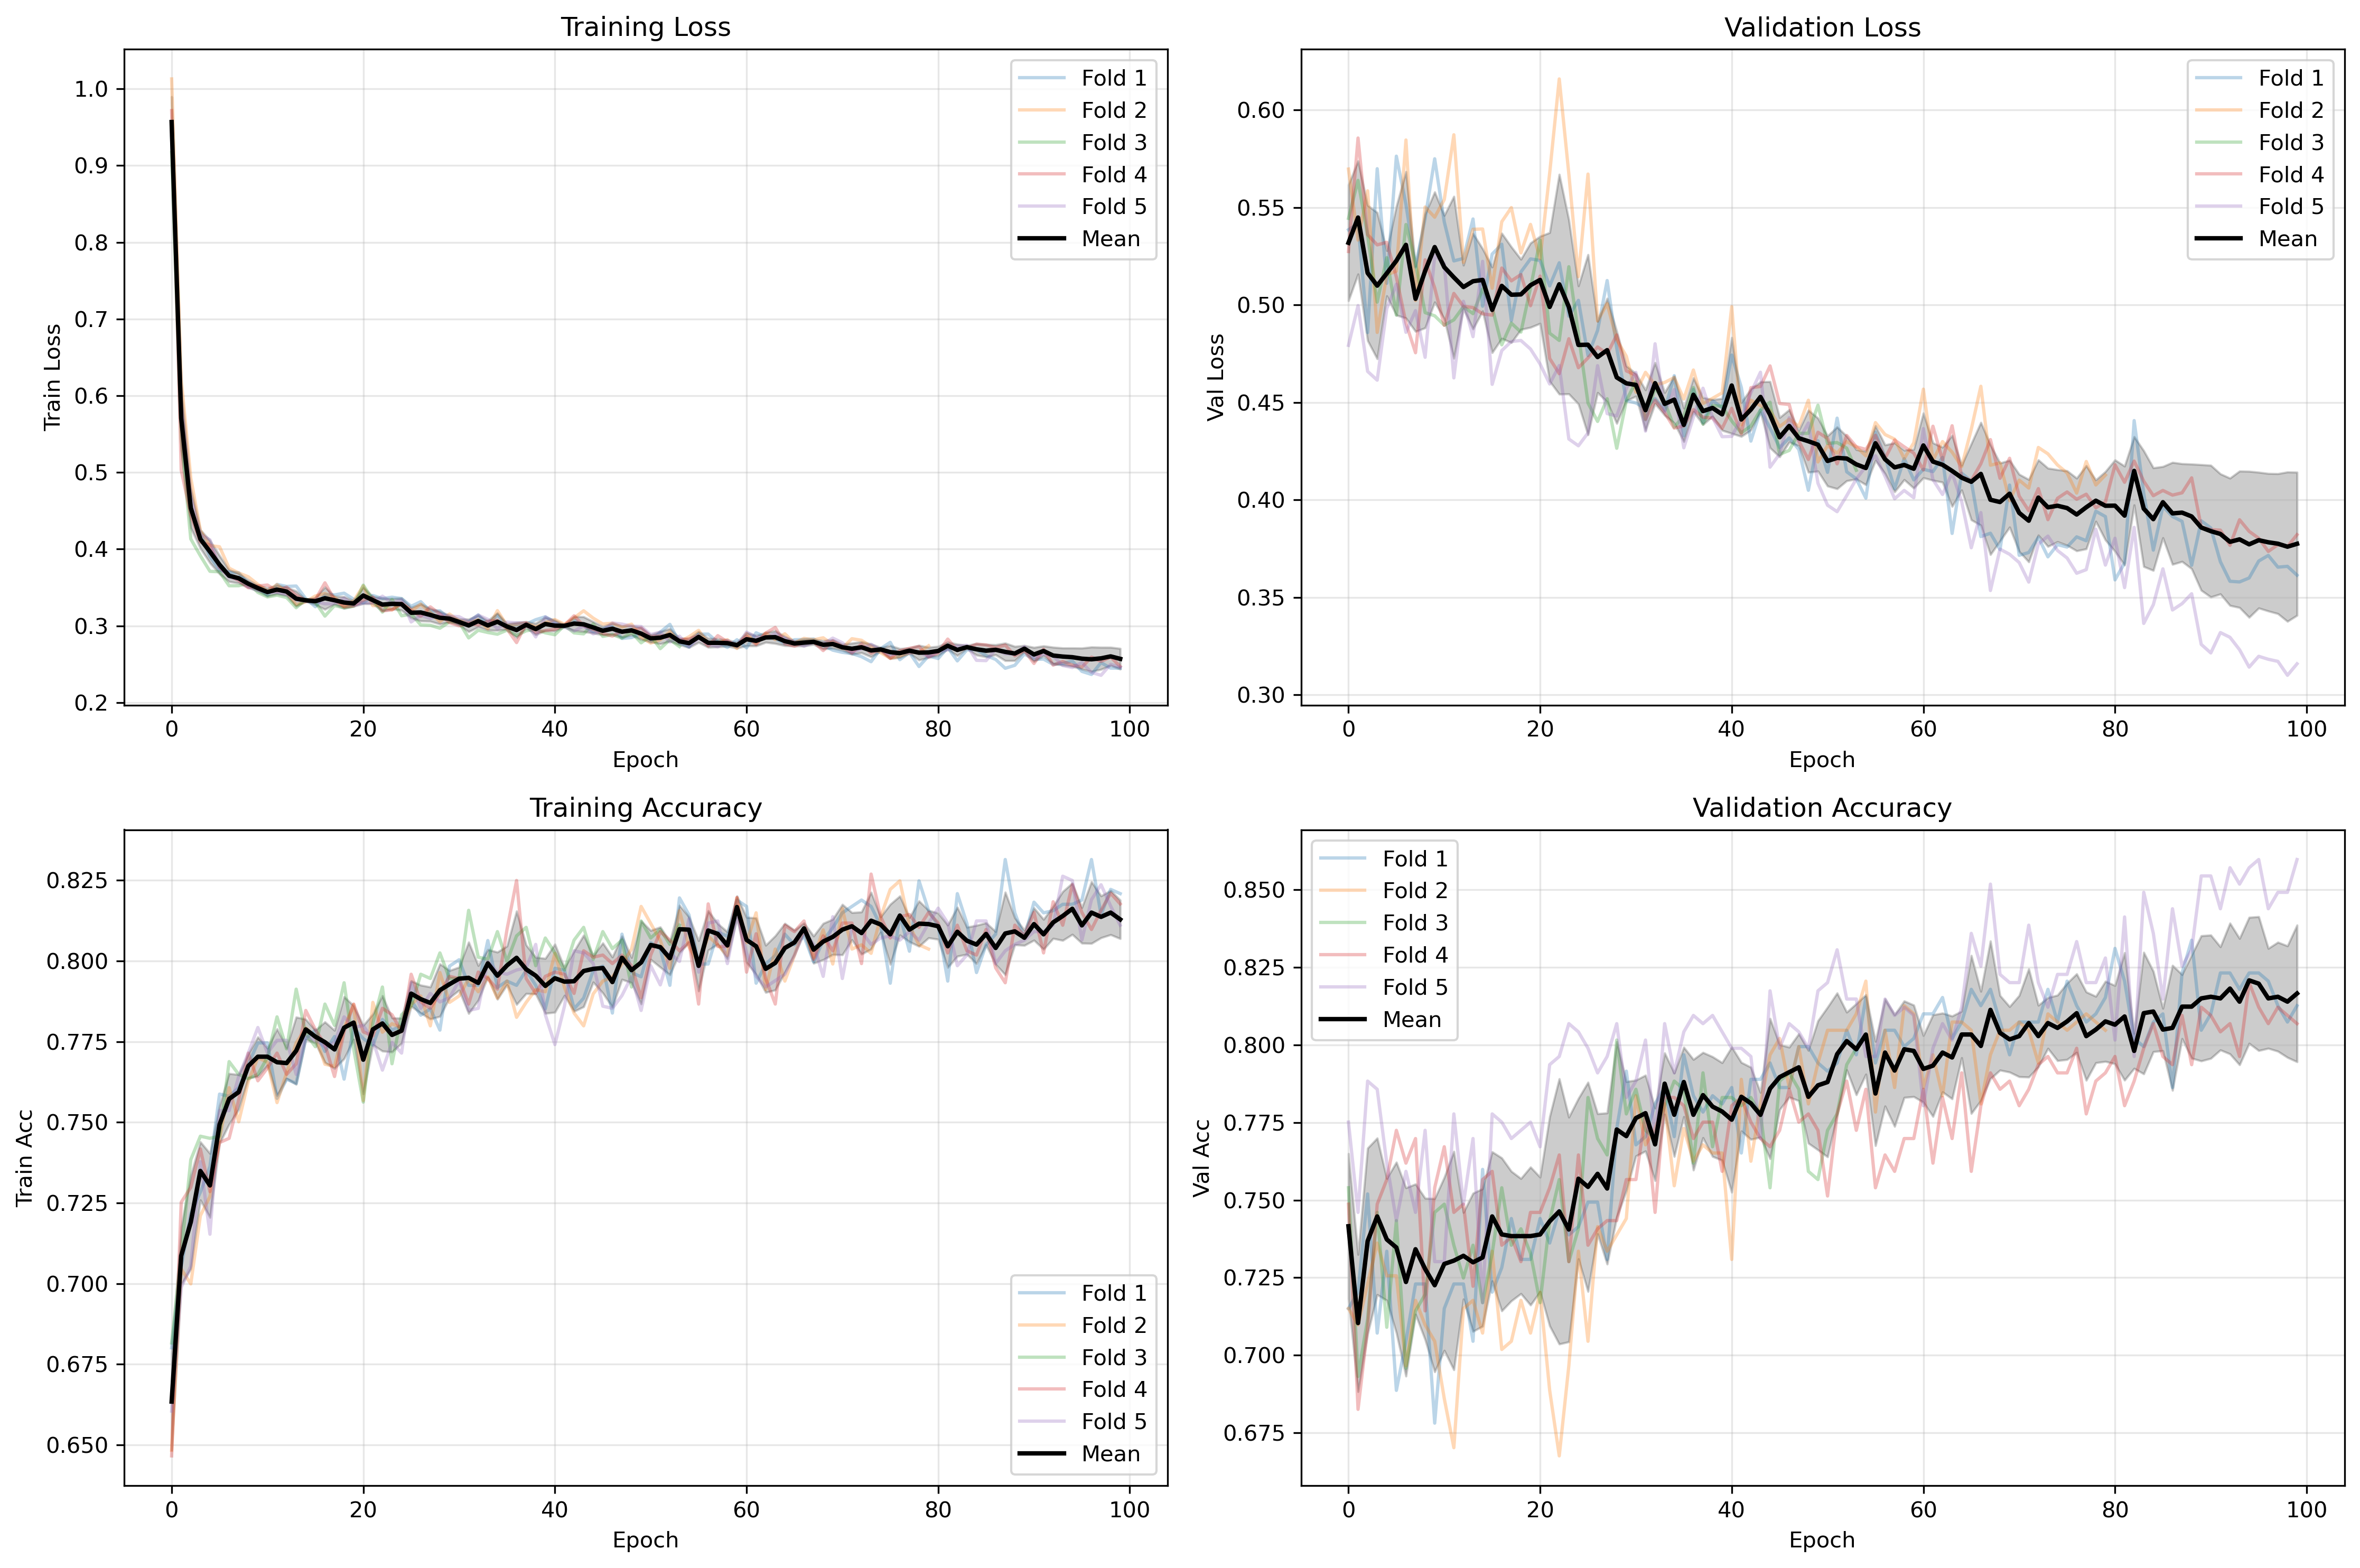 Training Loss
Train Loss
1.0
0.9
0.8
0.7
0.6
0.5
0.4
0.3
0.2
0 20 40 60 80 100
Epoch
Fold 1
Fold 2
Fold 3
Fold 4
Fold 5
Mean
Validation Loss
Val Loss
0.60
0.55
0.50
0.45
0.40
0.35
0.30
0 20 40 60 80 100
Epoch
Fold 1
Fold 2
Fold 3
Fold 4
Fold 5
Mean
Training Accuracy
Train Acc
0.825
0.800
0.775
0.750
0.725
0.700
0.675
0.650
0 20 40 60 80 100
Epoch
Fold 1
Fold 2
Fold 3
Fold 4
Fold 5
Mean
Validation Accuracy
Val Acc
0.850
0.825
0.800
0.775
0.750
0.725
0.700
0.675
0 20 40 60 80 100
Epoch
Fold 1
Fold 2
Fold 3
Fold 4
Fold 5
Mean